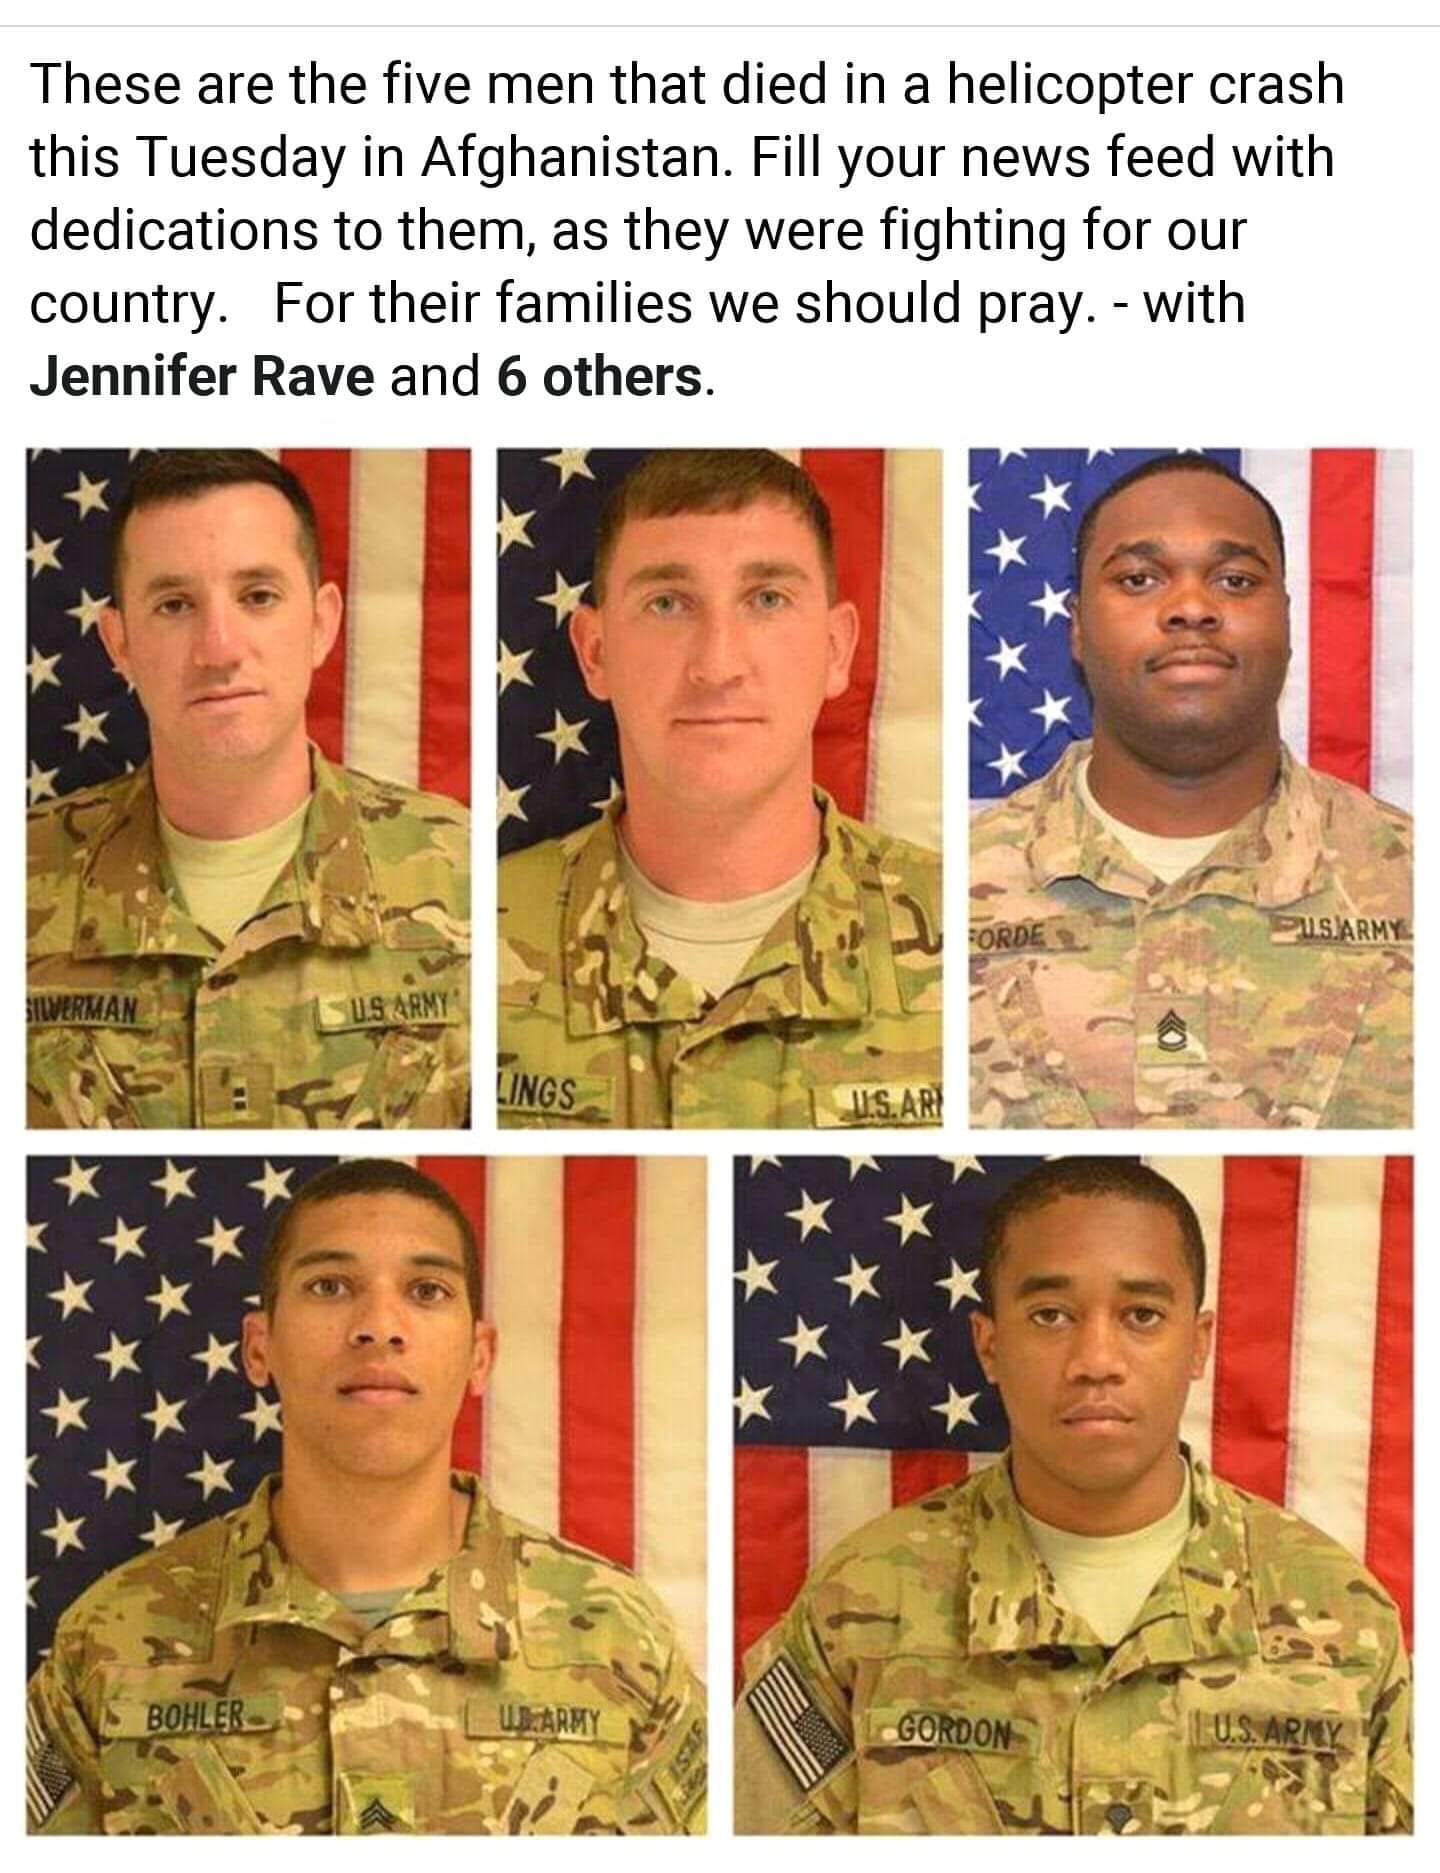 These are the five men that died in a helicopter crash
this Tuesday in Afghanistan. Fill your news feed with
dedications to them, as they were fighting for our
country.   For their families we should pray. - with
Jennifer Rave and 6 others.
SILVERMAN
U.S ARMY
LINGS
U.S.ARM
FORDE
U.S.ARMY
BOHLER
U.S.ARMY
GORDON
U.S. ARMY